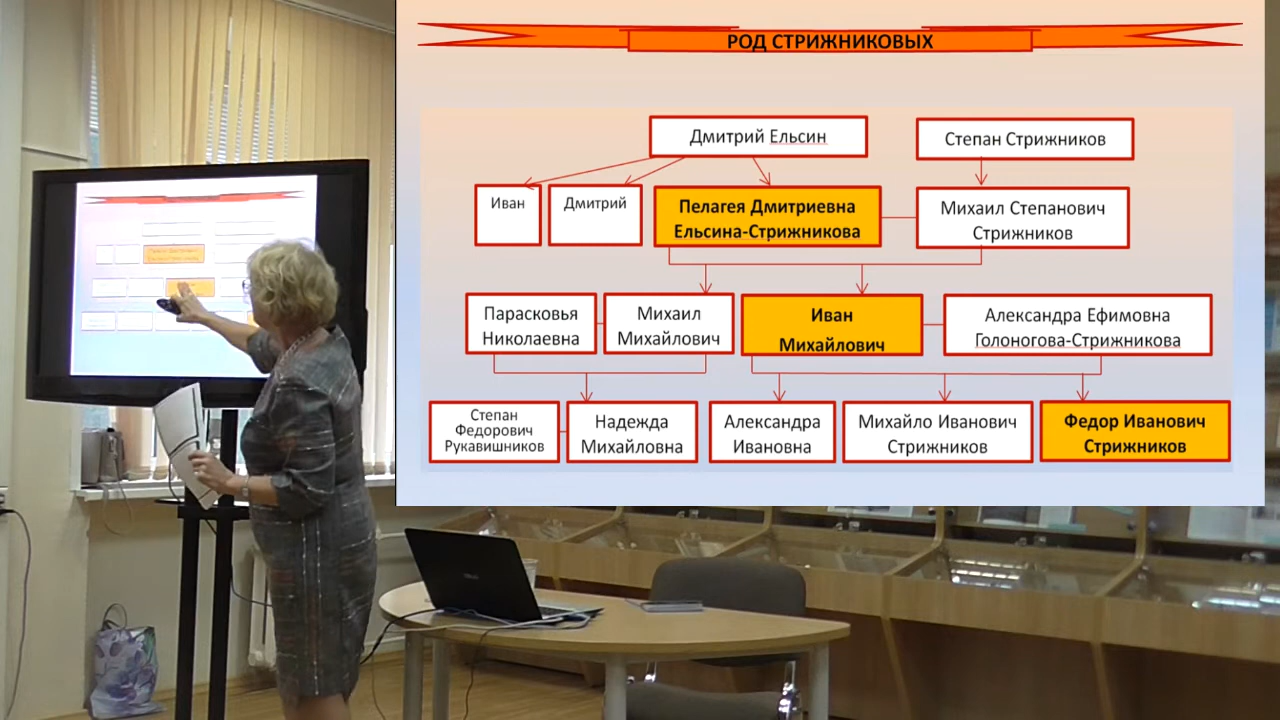 РОД СТРИЖНИКОВЫХ
Дмитрий Ельсин
Степан Стрижников
Иван
Дмитрий
Пелагея Дмитриевна
Ельсина-Стрижникова
Михаил Степанович
Стрижников
Парасковья
Николаевна
Михаил
Михайлович
Иван
Михайлович
Александра Ефимовна
Голоногова-Стрижникова
Степан
Федорович
Рукавишников
Надежда
Михайловна
Александра
Ивановна
Михайло Иванович
Стрижников
Федор Иванович
Стрижников